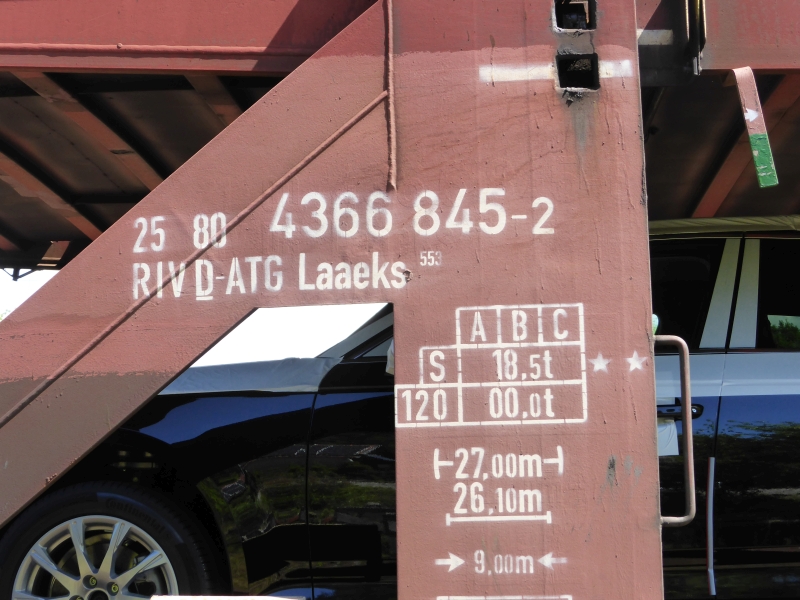 25 80 4366 845-2
RIV D-ATG Laaeks 553
A B C
S 18.5t
120 00.0t
27,00m
26,10m
9,00m